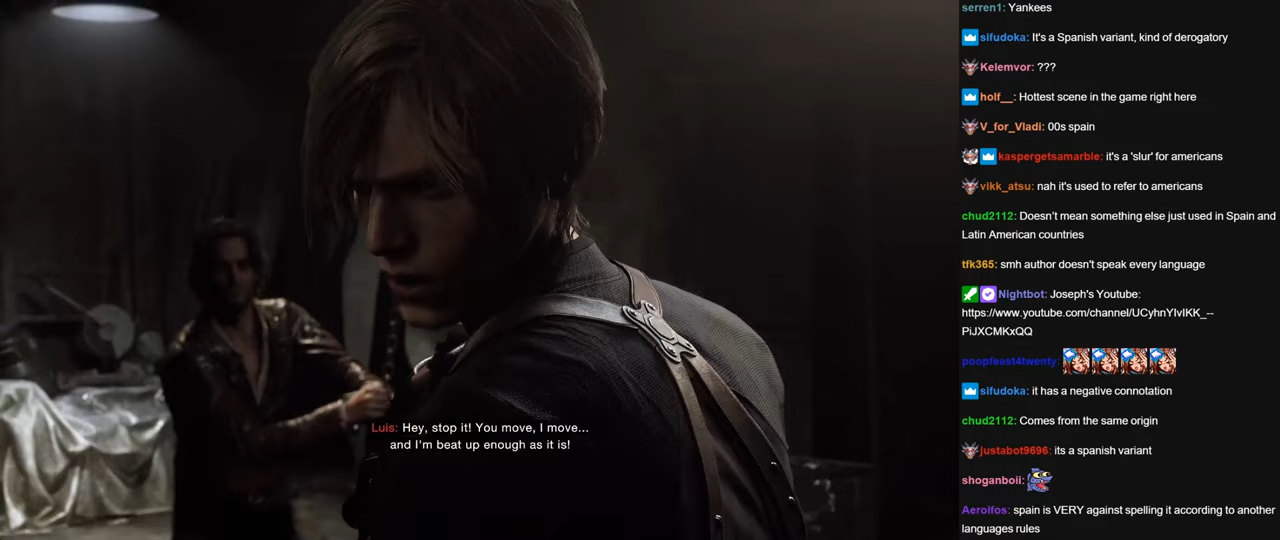 Luis: Hey, stop it! You move, I move...
and I'm beat up enough as it is!
serren1: Yankees
sifudoka: It's a Spanish variant, kind of derogatory
Kelemvor: ???
holf__: Hottest scene in the game right here
V_for_Vladi: 00s spain
kaspergetsamarble: it's a 'slur' for americans
vikk_atsu: nah it's used to refer to americans
chud2112: Doesn't mean something else just used in Spain and
Latin American countries
tfk365: smh author doesn't speak every language
Nightbot: Joseph's Youtube:
https://www.youtube.com/channel/UCyhnYIvIKK_--
PiJXCMKxQQ
poopfeast4twenty:
sifudoka: it has a negative connotation
chud2112: Comes from the same origin
justabot9696: its a spanish variant
shoganboii:
Aerolfos: spain is VERY against spelling it according to another
languages rules